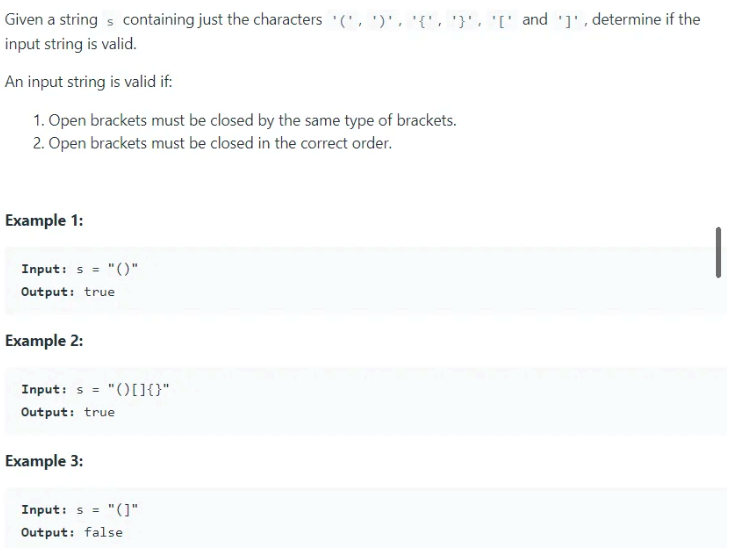 Given a string s containing just the characters '(', ')', '{', '}', '[' and ']', determine if the
input string is valid.
An input string is valid if:
1. Open brackets must be closed by the same type of brackets.
2. Open brackets must be closed in the correct order.
Example 1:
Input: s = "()"
Output: true
Example 2:
Input: s = "()[]{}"
Output: true
Example 3:
Input: s = "(]"
Output: false